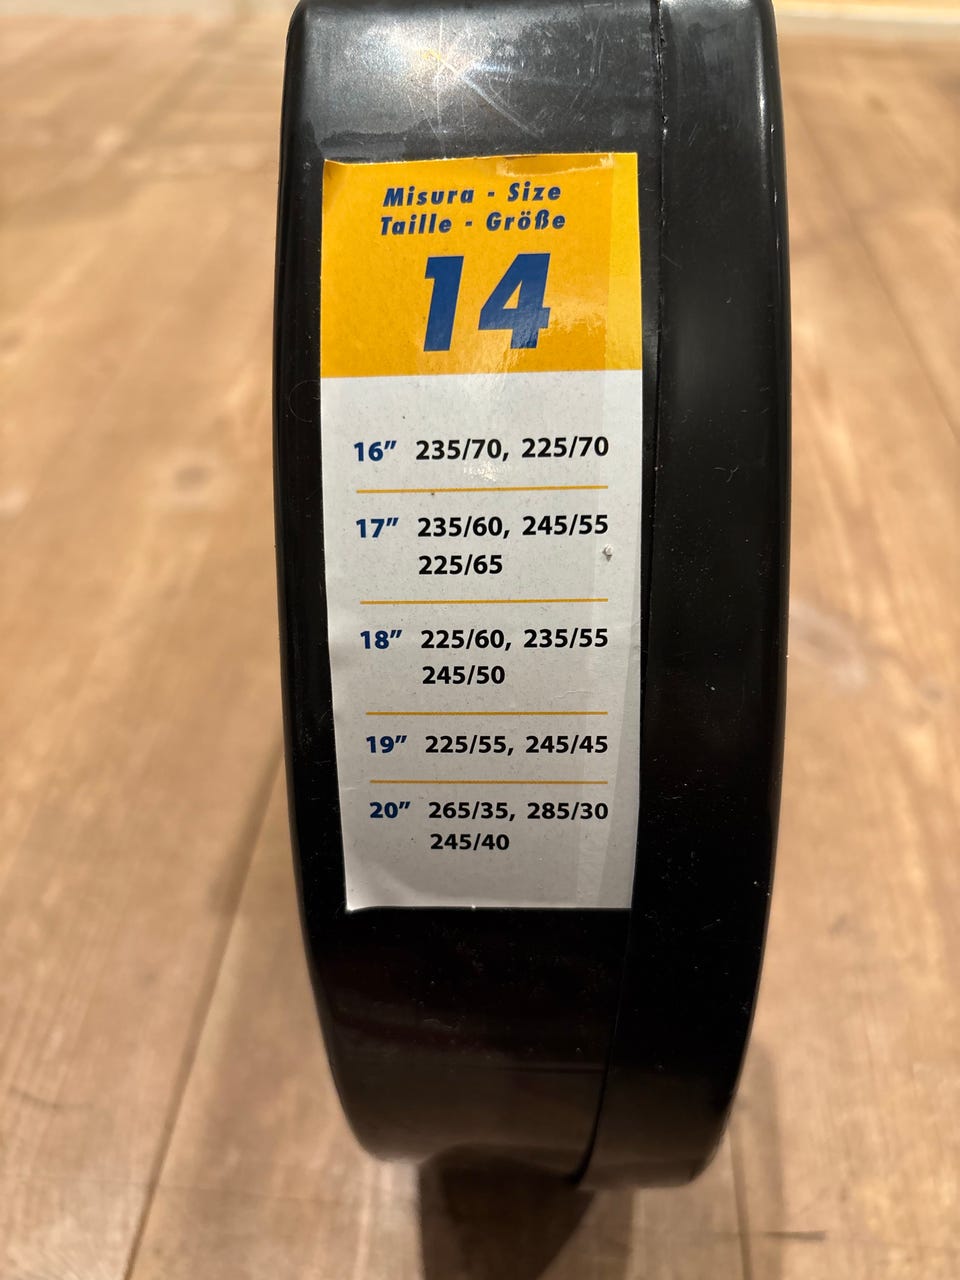 Misura - Size
Taille - Größe
14
16” 235/70, 225/70
17” 235/60, 245/55
225/65
18” 225/60, 235/55
245/50
19” 225/55, 245/45
20” 265/35, 285/30
245/40